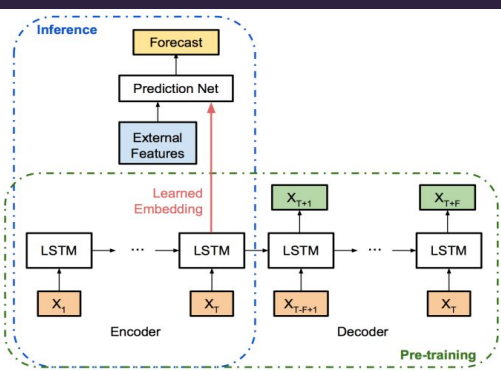 Inference
Forecast
Prediction Net
External
Features
Learned
Embedding
X_{T+1}
X_{T+F}
LSTM ... LSTM LSTM ... LSTM
X_1
X_T
X_{T-F+1}
X_T
Encoder
Decoder
Pre-training